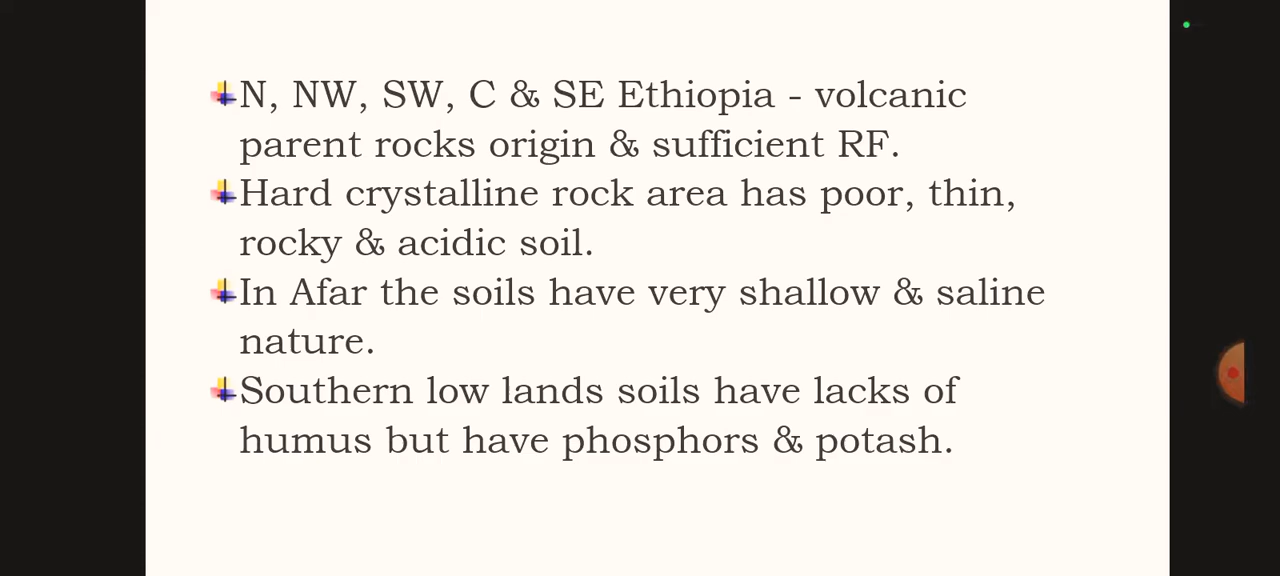 N, NW, SW, C & SE Ethiopia - volcanic
parent rocks origin & sufficient RF.
Hard crystalline rock area has poor, thin,
rocky & acidic soil.
In Afar the soils have very shallow & saline
nature.
Southern low lands soils have lacks of
humus but have phosphors & potash.